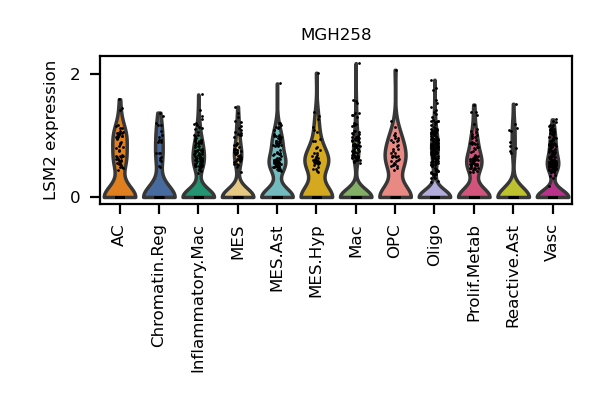 MGH258
LSM2 expression
2
0
AC
Chromatin.Reg
Inflammatory.Mac
MES
MES.Ast
MES.Hyp
Mac
OPC
Oligo
Prolif.Metab
Reactive.Ast
Vasc